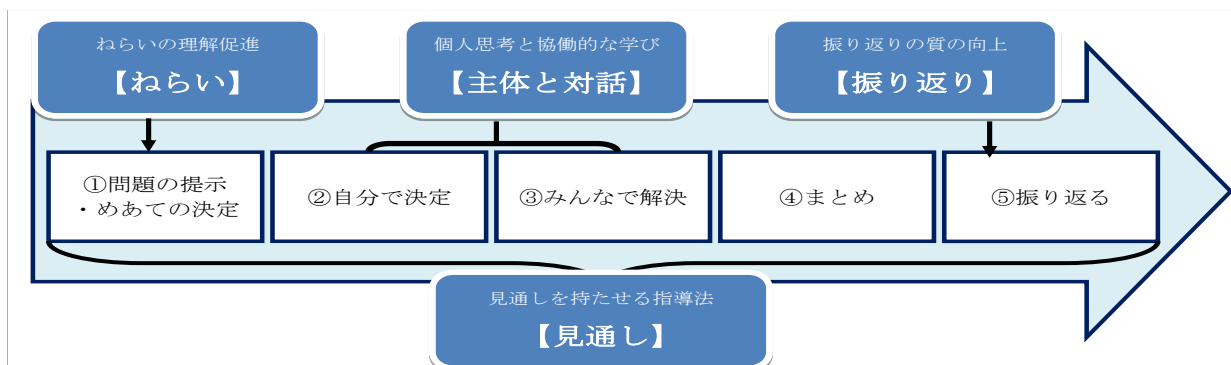 ねらいの理解促進
【ねらい】
個人思考と協働的な学び
【主体と対話】
振り返りの質の向上
【振り返り】
①問題の提示
・めあての決定
②自分で決定
③みんなで解決
④まとめ
⑤振り返る
見通しを持たせる指導法
【見通し】